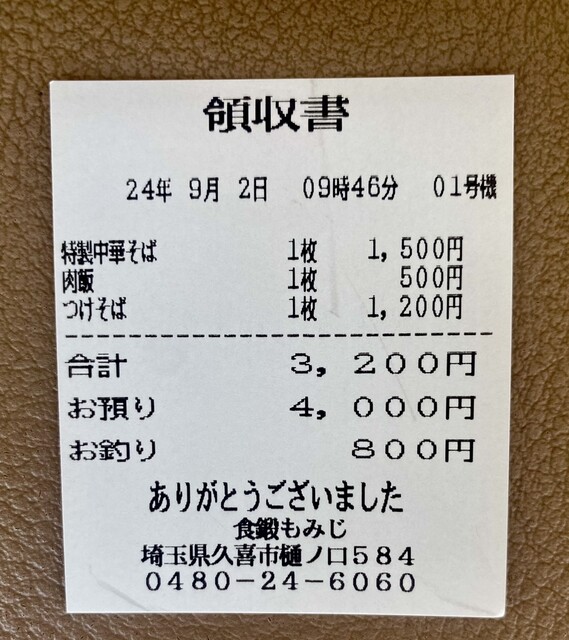 領収書
24年 9月 2日 09時46分 01号機
特製中華そば 1枚 1,500円
肉飯 1枚 500円
つけそば 1枚 1,200円
合計 3,200円
お預り 4,000円
お釣り 800円
ありがとうございました
食鍛もみじ
埼玉県久喜市樋ノ口584
0480-24-6060